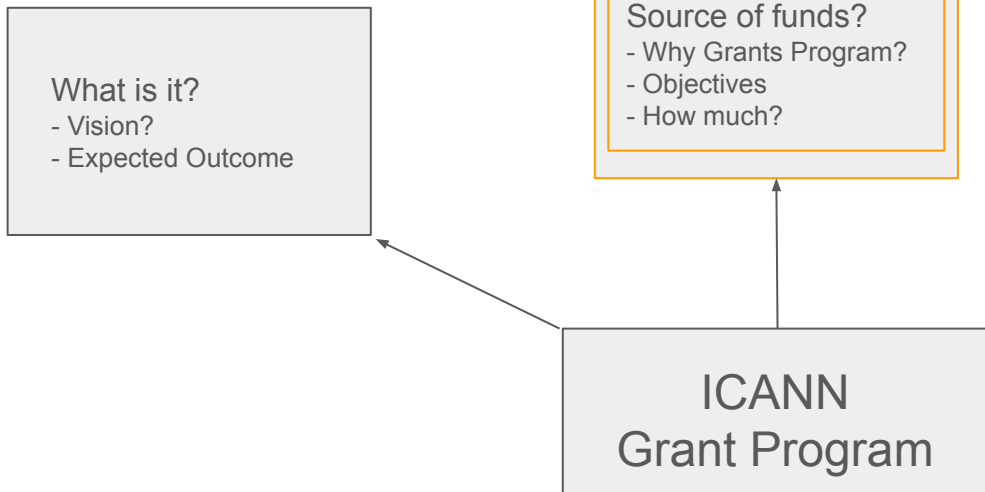 What is it?
- Vision?
- Expected Outcome
Source of funds?
- Why Grants Program?
- Objectives
- How much?
ICANN
Grant Program